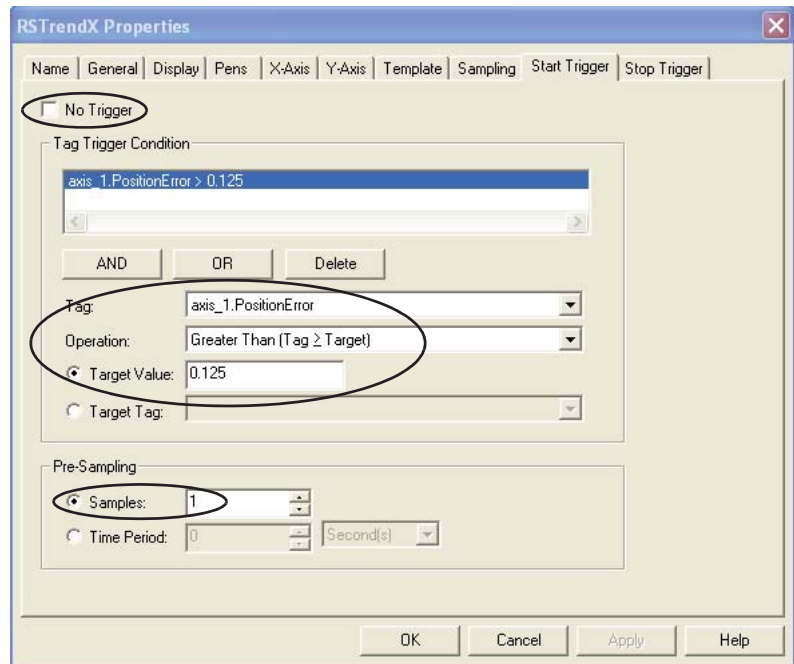 RSTrendX Properties
Name General Display Pens X-Axis Y-Axis Template Sampling Start Trigger Stop Trigger
No Trigger
Tag Trigger Condition
axis_1.PositionError > 0.125
AND OR Delete
Tag: axis_1.PositionError
Operation: Greater Than (Tag ≥ Target)
Target Value: 0.125
Target Tag:
Pre-Sampling
Samples: 1
Time Period: 0 Second(s)
OK Cancel Apply Help